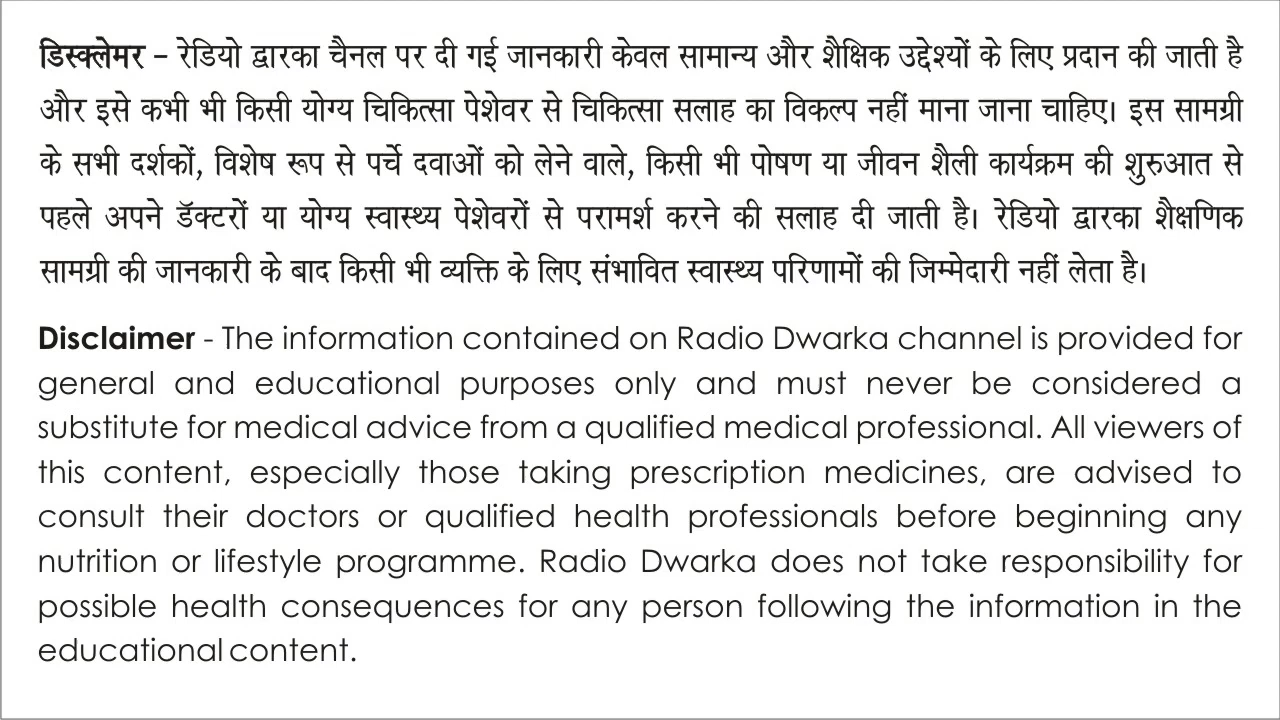 डिस्क्लेमर – रेडियो द्वारका चैनल पर दी गई जानकारी केवल सामान्य और शैक्षिक उद्देश्यों के लिए प्रदान की जाती है
और इसे कभी भी किसी योग्य चिकित्सा पेशेवर से चिकित्सा सलाह का विकल्प नहीं माना जाना चाहिए। इस सामग्री
के सभी दर्शकों, विशेष रूप से पर्चे दवाओं को लेने वाले, किसी भी पोषण या जीवन शैली कार्यक्रम की शुरुआत से
पहले अपने डॅक्टरों या योग्य स्वास्थ्य पेशेवरों से परामर्श करने की सलाह दी जाती है। रेडियो द्वारका शैक्षणिक
सामग्री की जानकारी के बाद किसी भी व्यक्ति के लिए संभावित स्वास्थ्य परिणामों की जिम्मेदारी नहीं लेता है।
Disclaimer - The information contained on Radio Dwarka channel is provided for
general and educational purposes only and must never be considered a
substitute for medical advice from a qualified medical professional. All viewers of
this content, especially those taking prescription medicines, are advised to
consult their doctors or qualified health professionals before beginning any
nutrition or lifestyle programme. Radio Dwarka does not take responsibility for
possible health consequences for any person following the information in the
educational content.